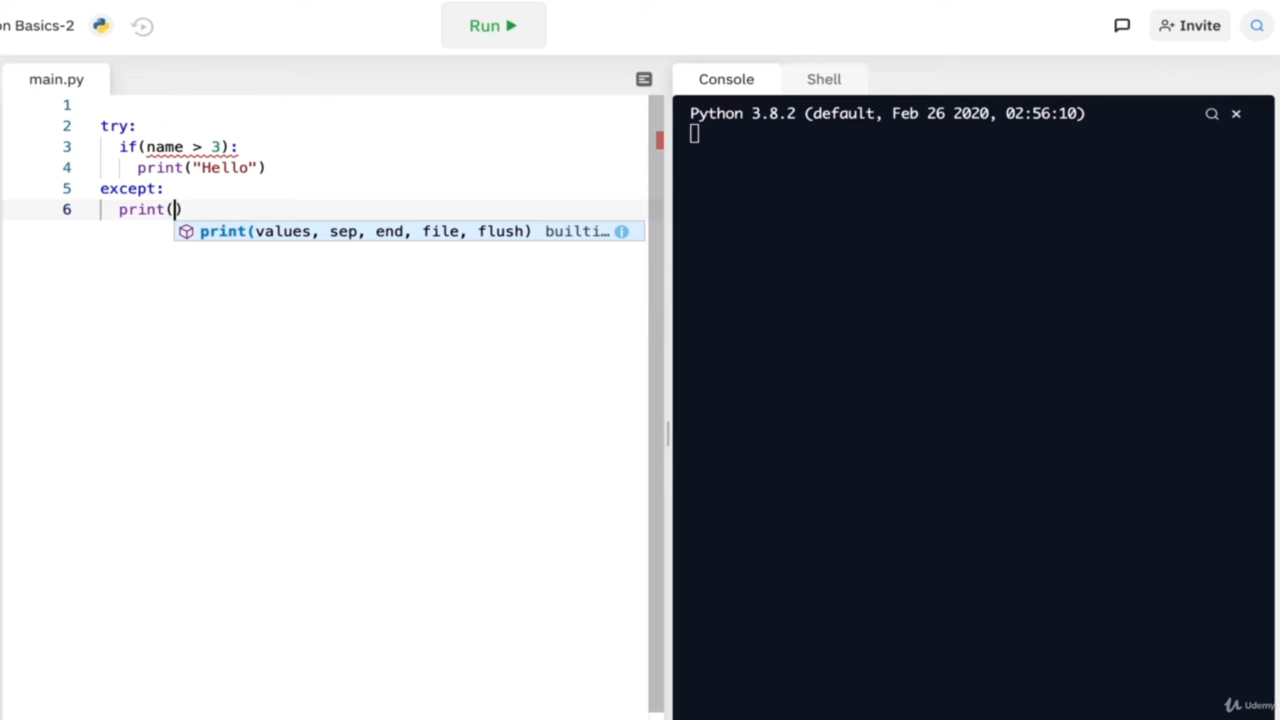 on Basics-2
Run
Invite
main.py
Console
Shell
1
2 try:
3 if(name > 3):
4 print("Hello")
5 except:
6 print()
print(values, sep, end, file, flush) builti…
Python 3.8.2 (default, Feb 26 2020, 02:56:10)
Udemy